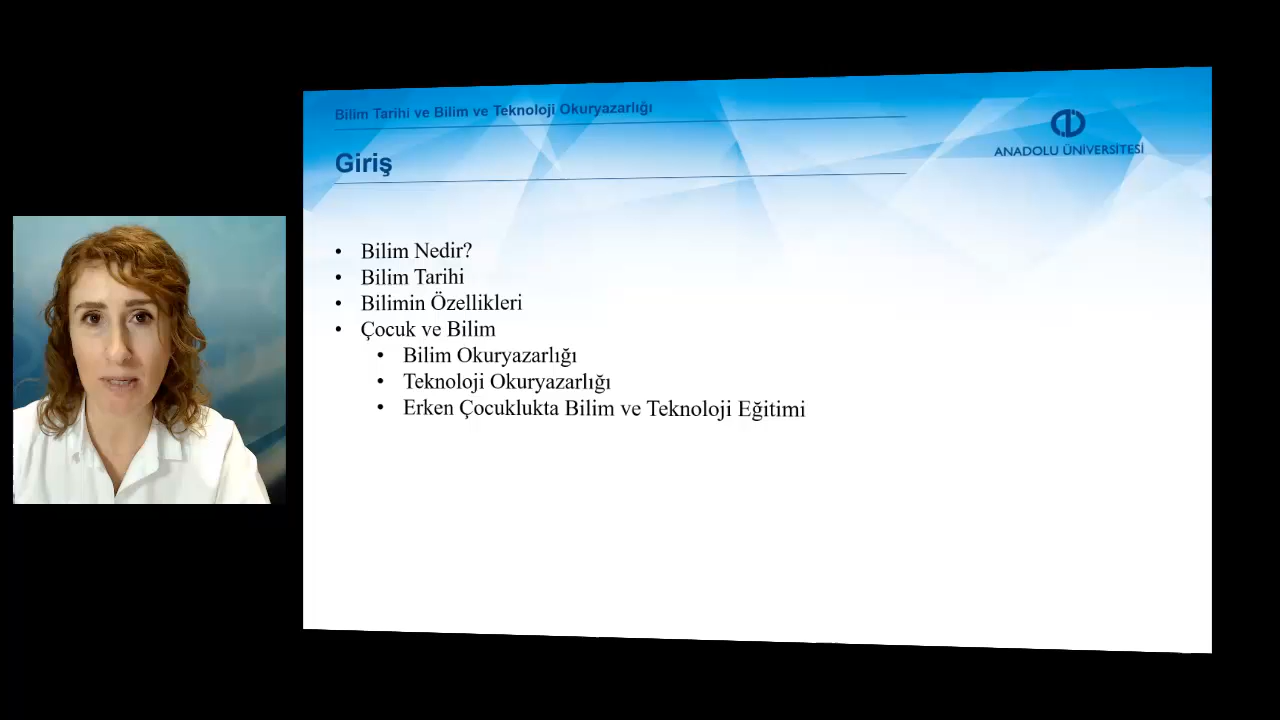 Bilim Tarihi ve Bilim ve Teknoloji Okuryazarlığı
ANADOLU ÜNİVERSİTESİ
Giriş
• Bilim Nedir?
• Bilim Tarihi
• Bilimin Özellikleri
• Çocuk ve Bilim
• Bilim Okuryazarlığı
• Teknoloji Okuryazarlığı
• Erken Çocuklukta Bilim ve Teknoloji Eğitimi